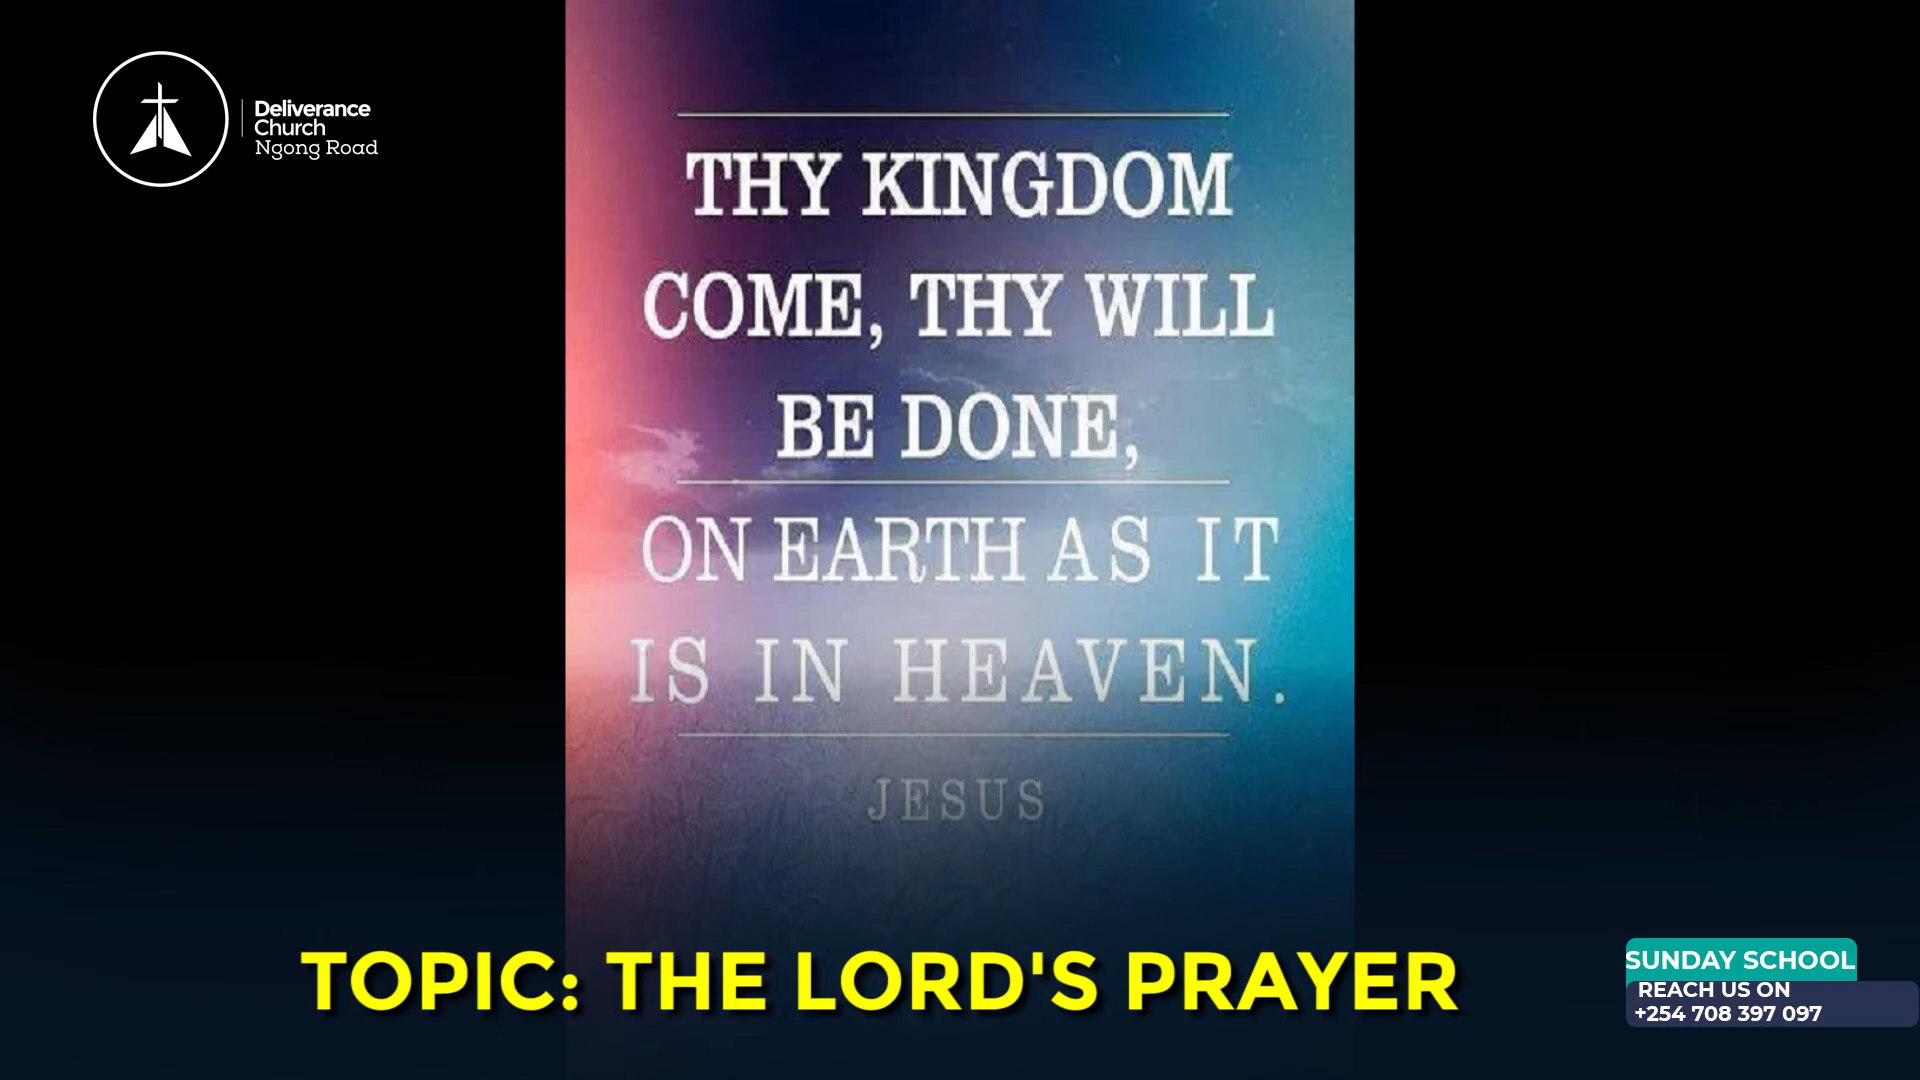 Deliverance
Church
Ngong Road
THY KINGDOM
COME, THY WILL
BE DONE,
ON EARTH AS IT
IS IN HEAVEN.
JESUS
TOPIC: THE LORD'S PRAYER
SUNDAY SCHOOL
REACH US ON
+254 708 397 097